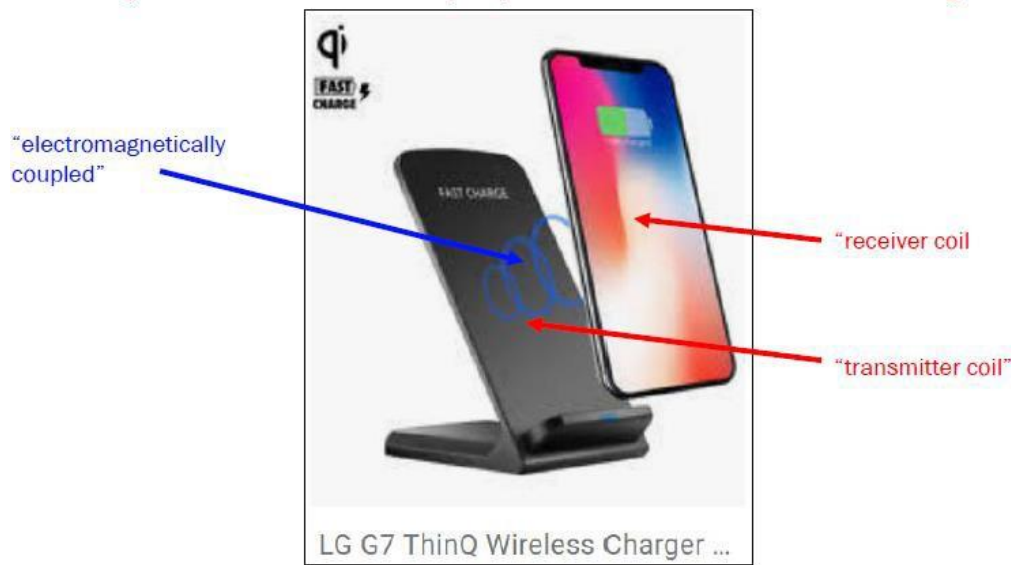 qi
FAST
CHARGE
"electromagnetically
coupled"
FAST CHARGE
"receiver coil
"transmitter coil"
LG G7 ThinQ Wireless Charger ...